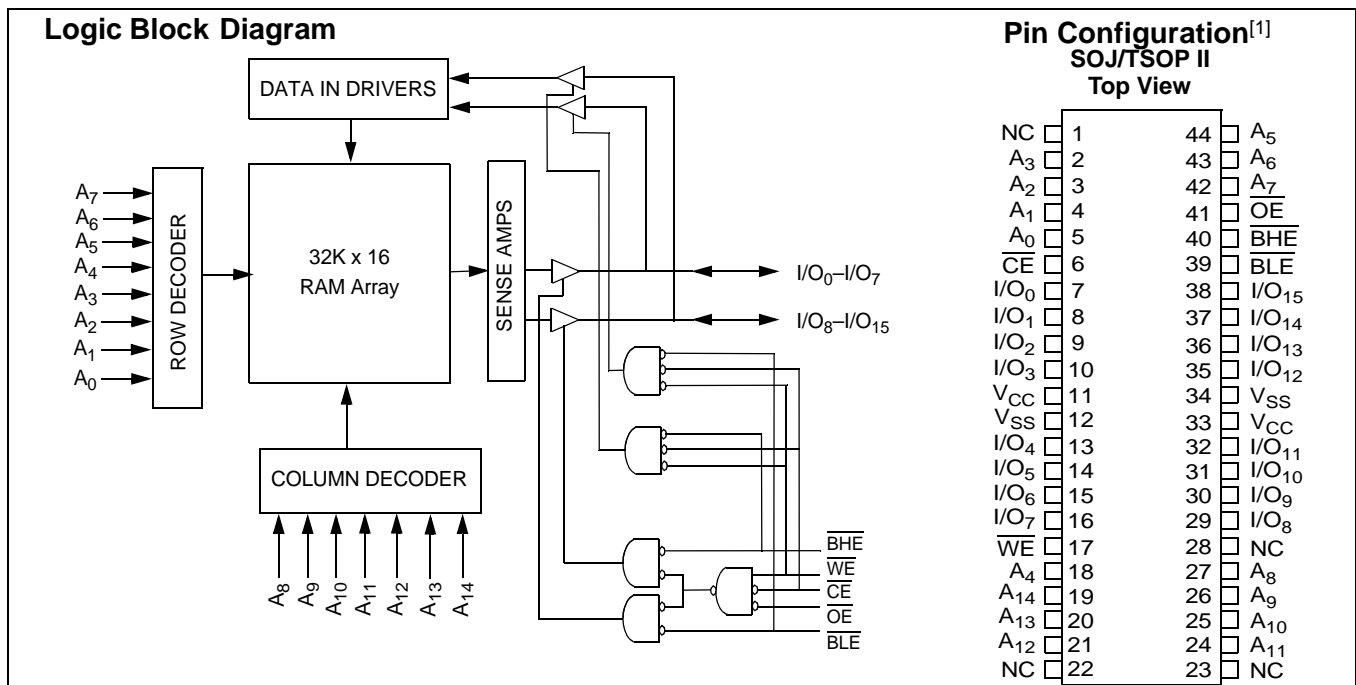 Logic Block Diagram
DATA IN DRIVERS
A7
A6
A5
A4
A3
A2
A1
A0
ROW DECODER
32K x 16
RAM Array
SENSE AMPS
I/O0–I/O7
I/O8–I/O15
COLUMN DECODER
A8
A9
A10
A11
A12
A13
A14
BHE
WE
CE
OE
BLE
Pin Configuration[1]
SOJ/TSOP II
Top View
NC 1 44 A5
A3 2 43 A6
A2 3 42 A7
A1 4 41 OE
A0 5 40 BHE
CE 6 39 BLE
I/O0 7 38 I/O15
I/O1 8 37 I/O14
I/O2 9 36 I/O13
I/O3 10 35 I/O12
VCC 11 34 VSS
VSS 12 33 VCC
I/O4 13 32 I/O11
I/O5 14 31 I/O10
I/O6 15 30 I/O9
I/O7 16 29 I/O8
WE 17 28 NC
A4 18 27 A8
A14 19 26 A9
A13 20 25 A10
A12 21 24 A11
NC 22 23 NC